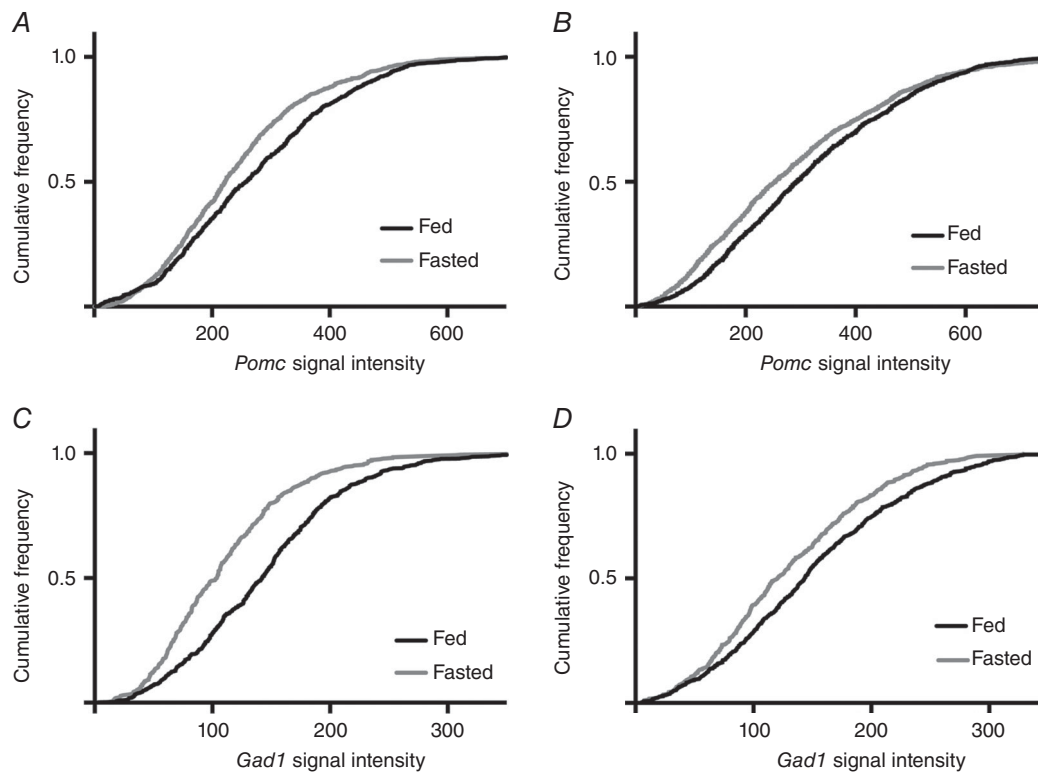 A
Cumulative frequency
1.0
0.5
Fed
Fasted
200
400
600
Pomc signal intensity
B
Cumulative frequency
1.0
0.5
Fed
Fasted
200
400
600
Pomc signal intensity
C
Cumulative frequency
1.0
0.5
Fed
Fasted
100
200
300
Gad1 signal intensity
D
Cumulative frequency
1.0
0.5
Fed
Fasted
100
200
300
Gad1 signal intensity